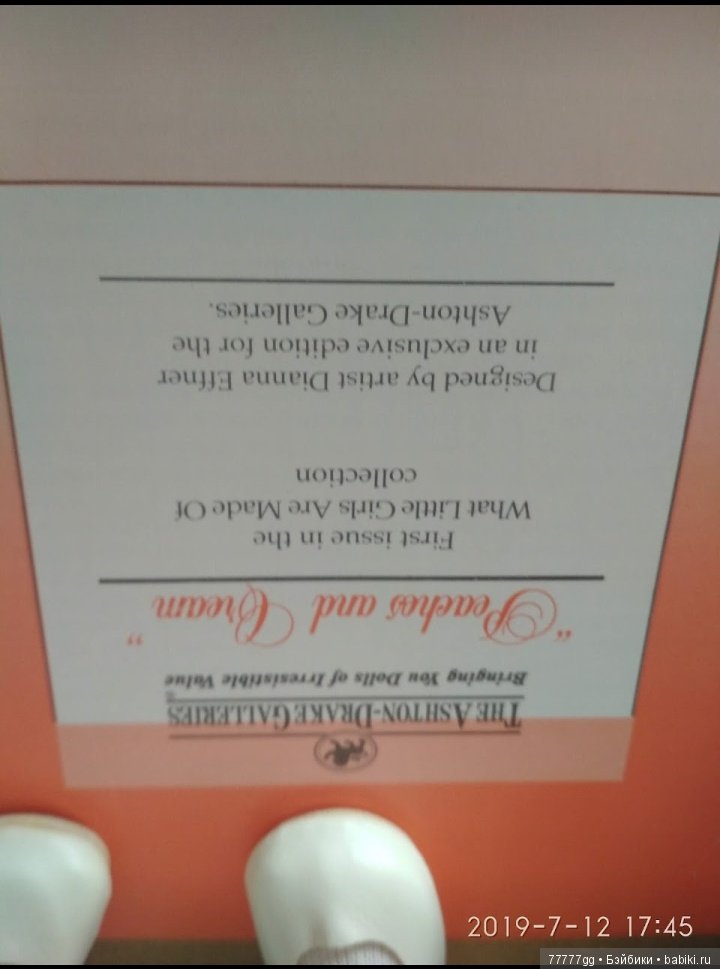 THE ASHTON-DRAKE GALLERIES
Bringing You Dolls of Irresistible Value
“Peaches and Cream”
First issue in the
What Little Girls Are Made Of
collection
Designed by artist Dianna Effner
in an exclusive edition for the
Ashton-Drake Galleries.
2019-7-12 17:45
77777gg • Бэйбики • babiki.ru